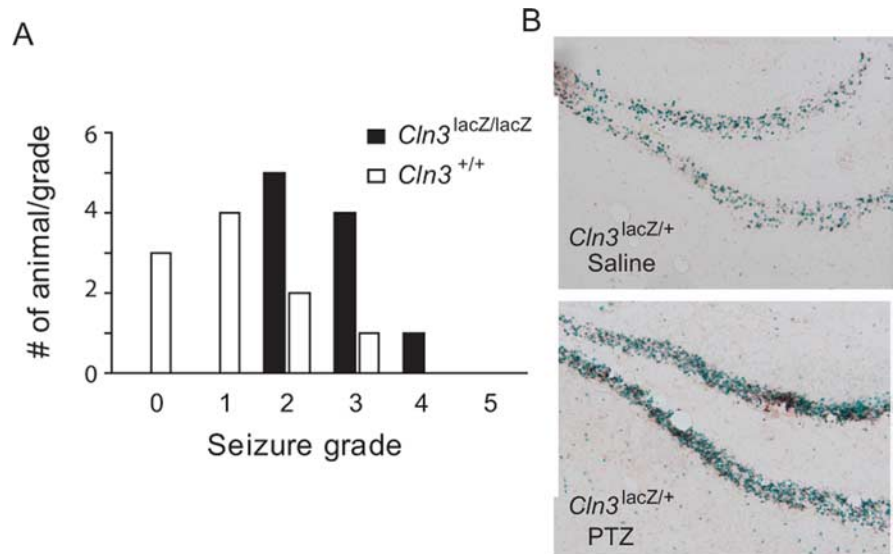 A
# of animal/grade
6
4
2
0
Cln3lacZ/lacZ
Cln3+/+
0 1 2 3 4 5
Seizure grade
B
Cln3lacZ/+
Saline
Cln3lacZ/+
PTZ